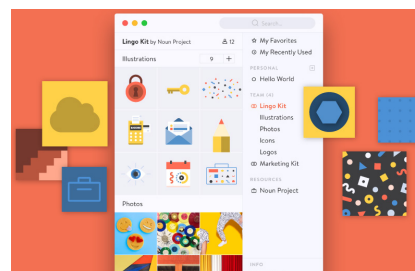 Search...
Lingo Kit by Noun Project
12
Illustrations
9 +
Photos
My Favorites
My Recently Used
PERSONAL
Hello World
TEAM (4)
Lingo Kit
Illustrations
Photos
Icons
Logos
Marketing Kit
RESOURCES
Noun Project
INFO